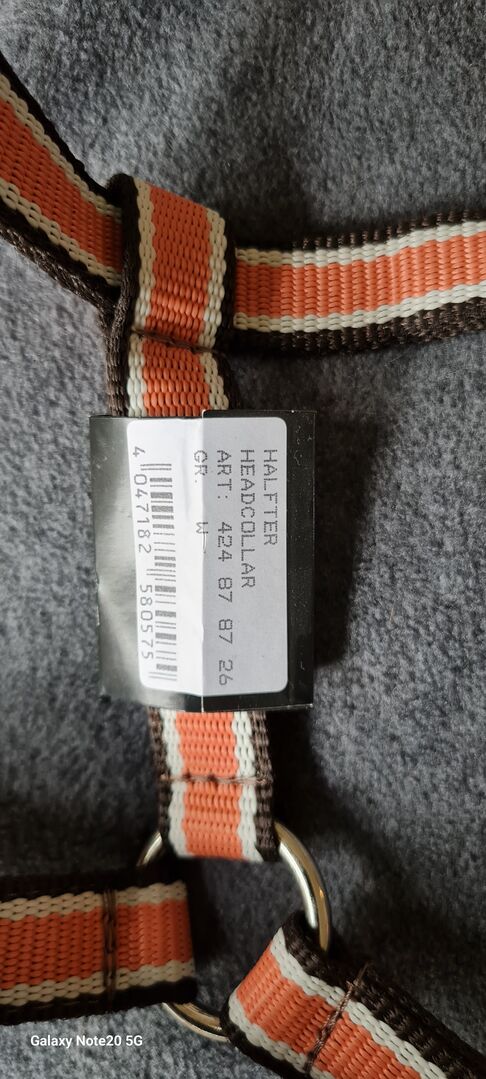 HALFTER
HEADCOLLAR
ART: 424 87 87 26
GR. W
4 047182 580575
Galaxy Note20 5G